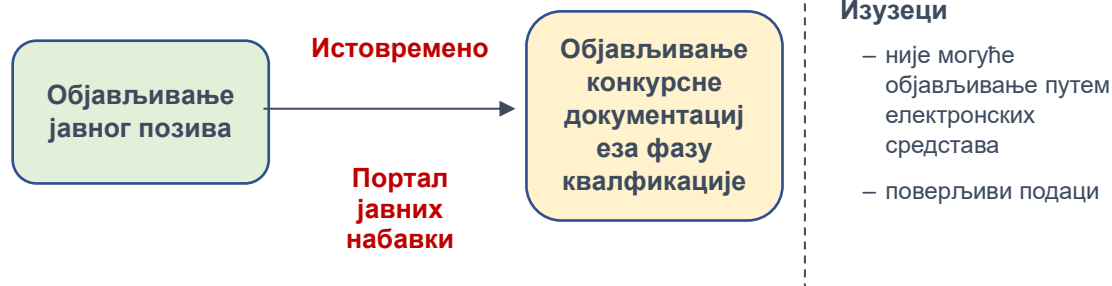 Објављивање
јавног позива
Истовремено
Портал
јавних
набавки
Објављивање
конкурсне
документациј
еза фазу
квалфикације
Изузеци
– није могуће
објављивање путем
електронских
средстава
– поверљиви подаци